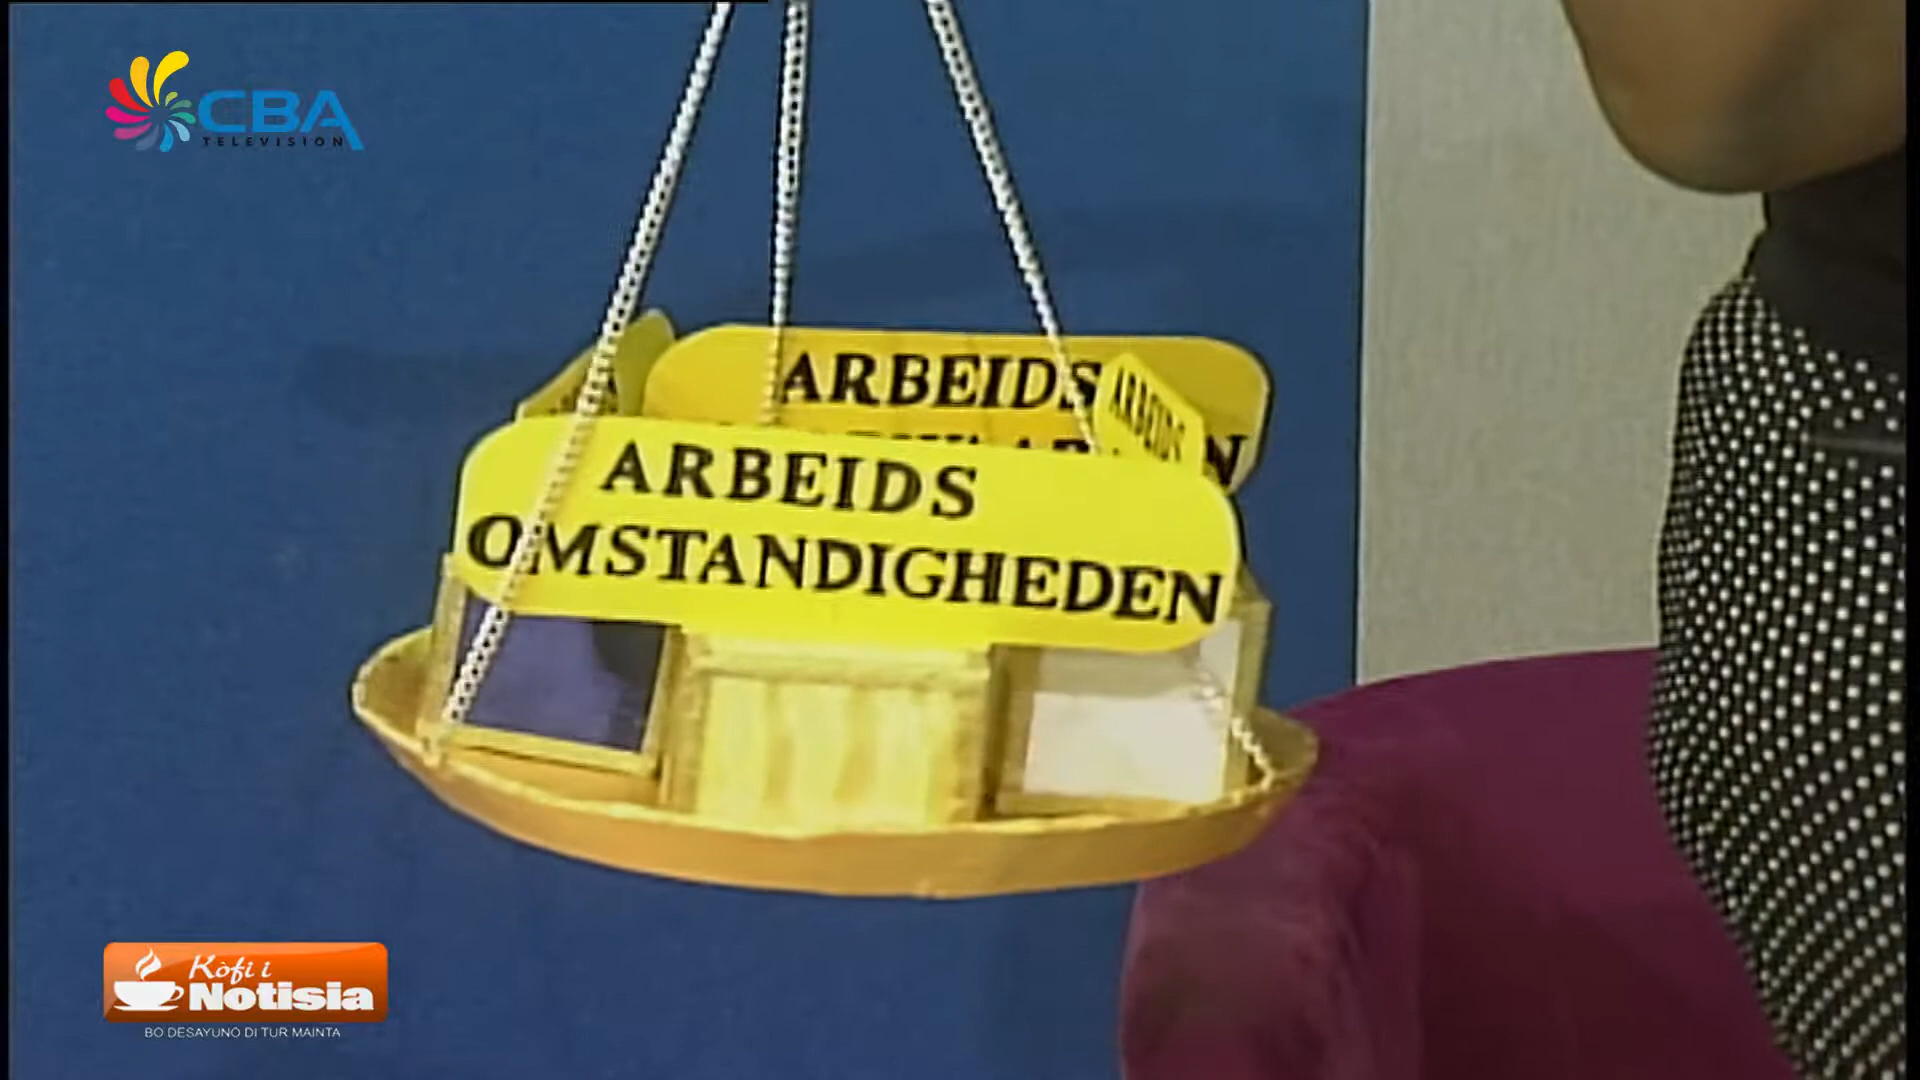 CBA
TELEVISION
ARBEIDS
ARBEIDS
ARBEIDS
OMSTANDIGHEDEN
Kòfi i
Notisia
BO DESAYUNO DI TUR MAINTA